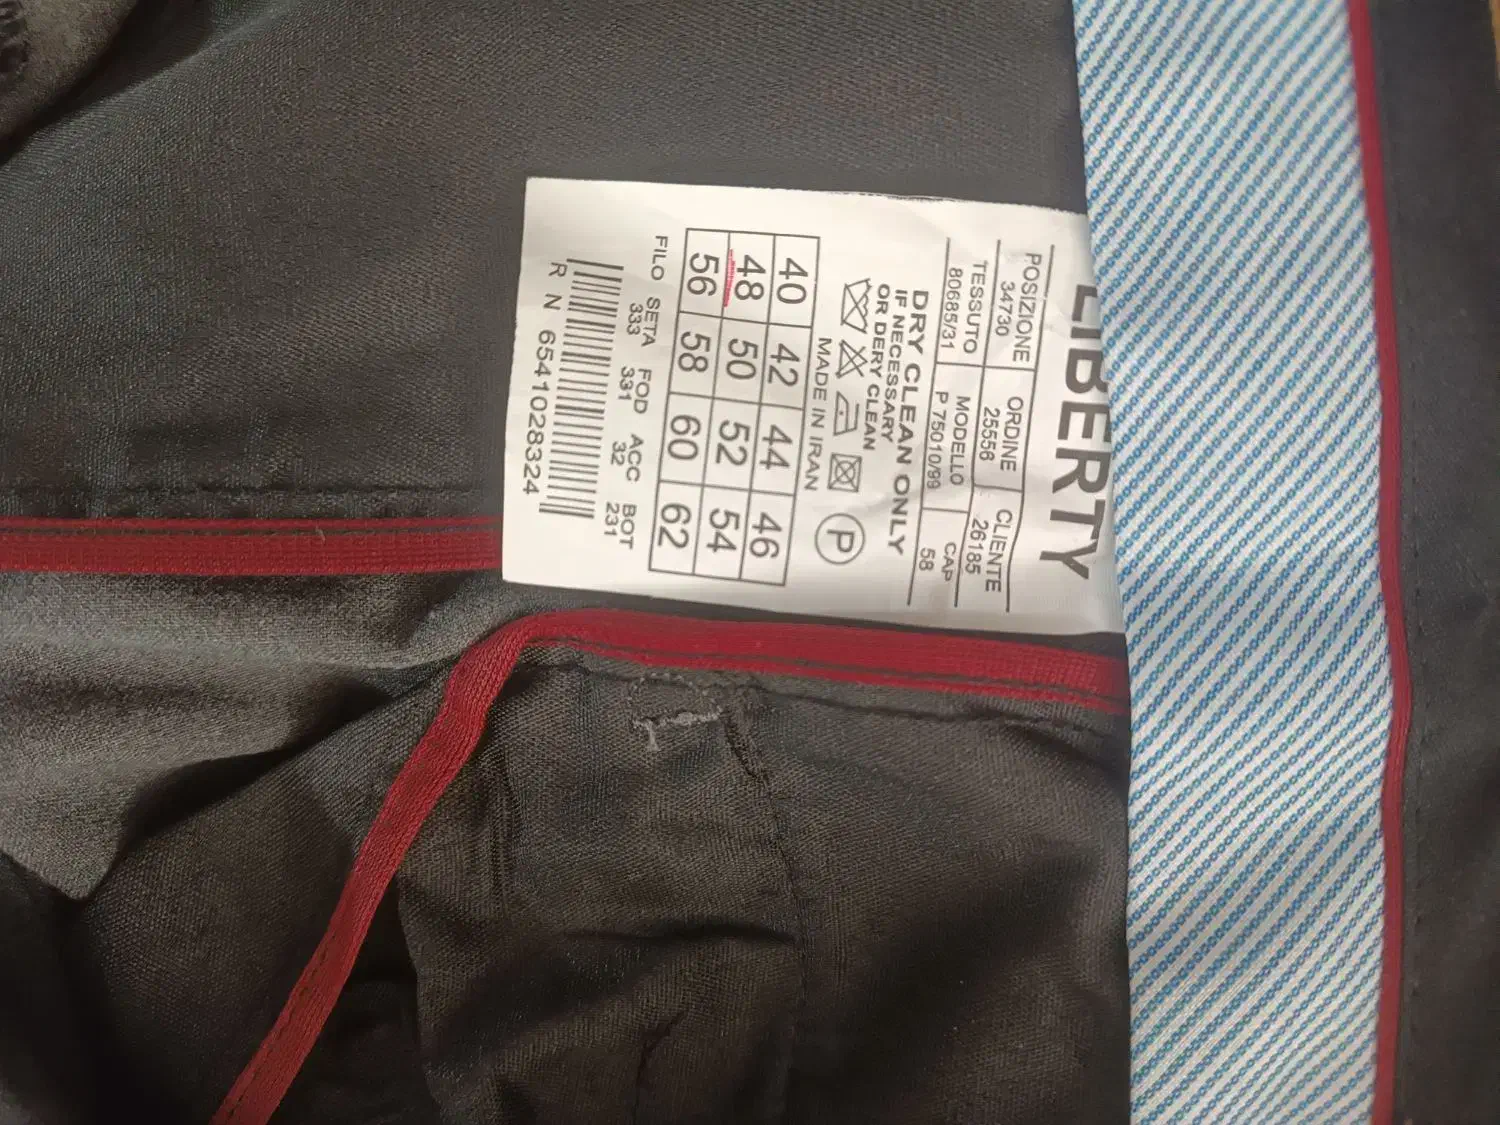 LIBERTY
POSIZIONE ORDINE CLIENTE
34730 25556 26185
TESSUTO MODELLO CAP
80685/31 P 75010/99 58
DRY CLEAN ONLY
IF NECESSARY
OR DERY CLEAN
P
MADE IN IRAN
40 42 44 46
48 50 52 54
56 58 60 62
FILO SETA FOD ACC BOT
333 331 32 231
R N 6541028324